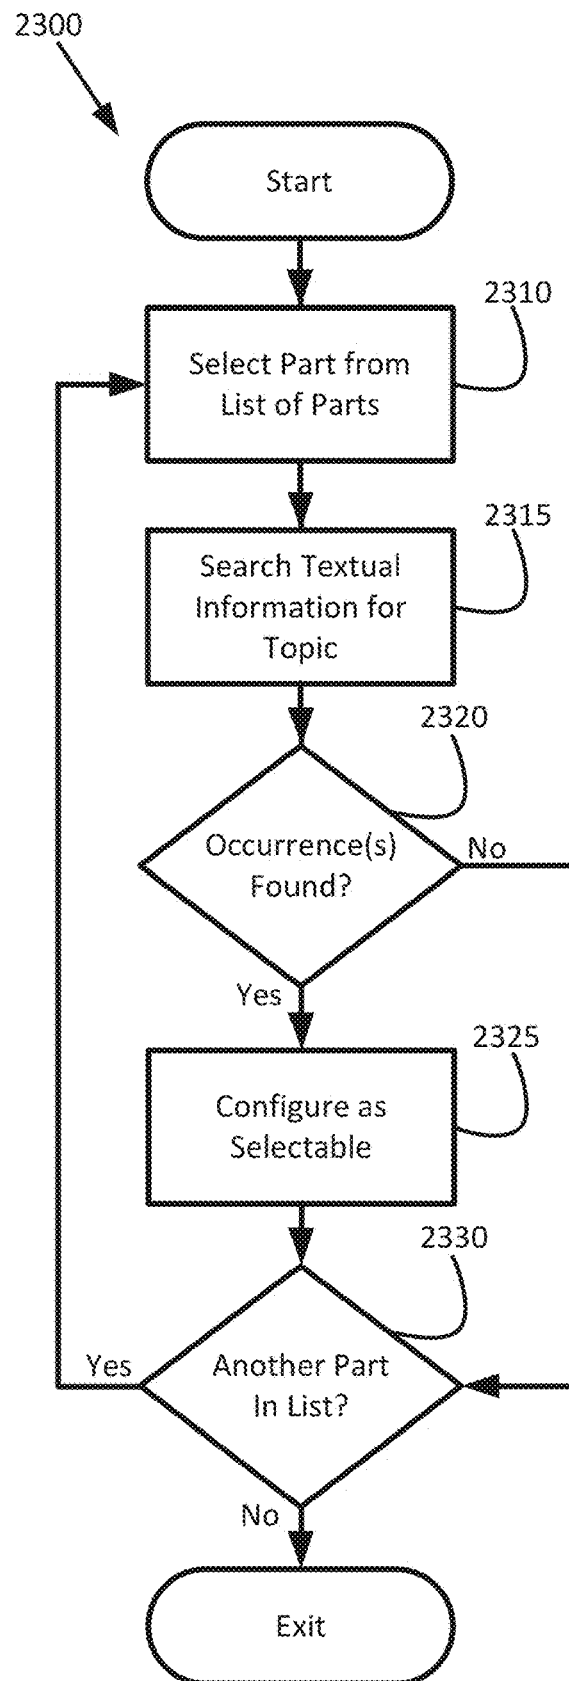 2300
Start
2310
Select Part from
List of Parts
2315
Search Textual
Information for
Topic
2320
Occurrence(s)
Found?
No
Yes
2325
Configure as
Selectable
2330
Another Part
In List?
Yes
No
Exit